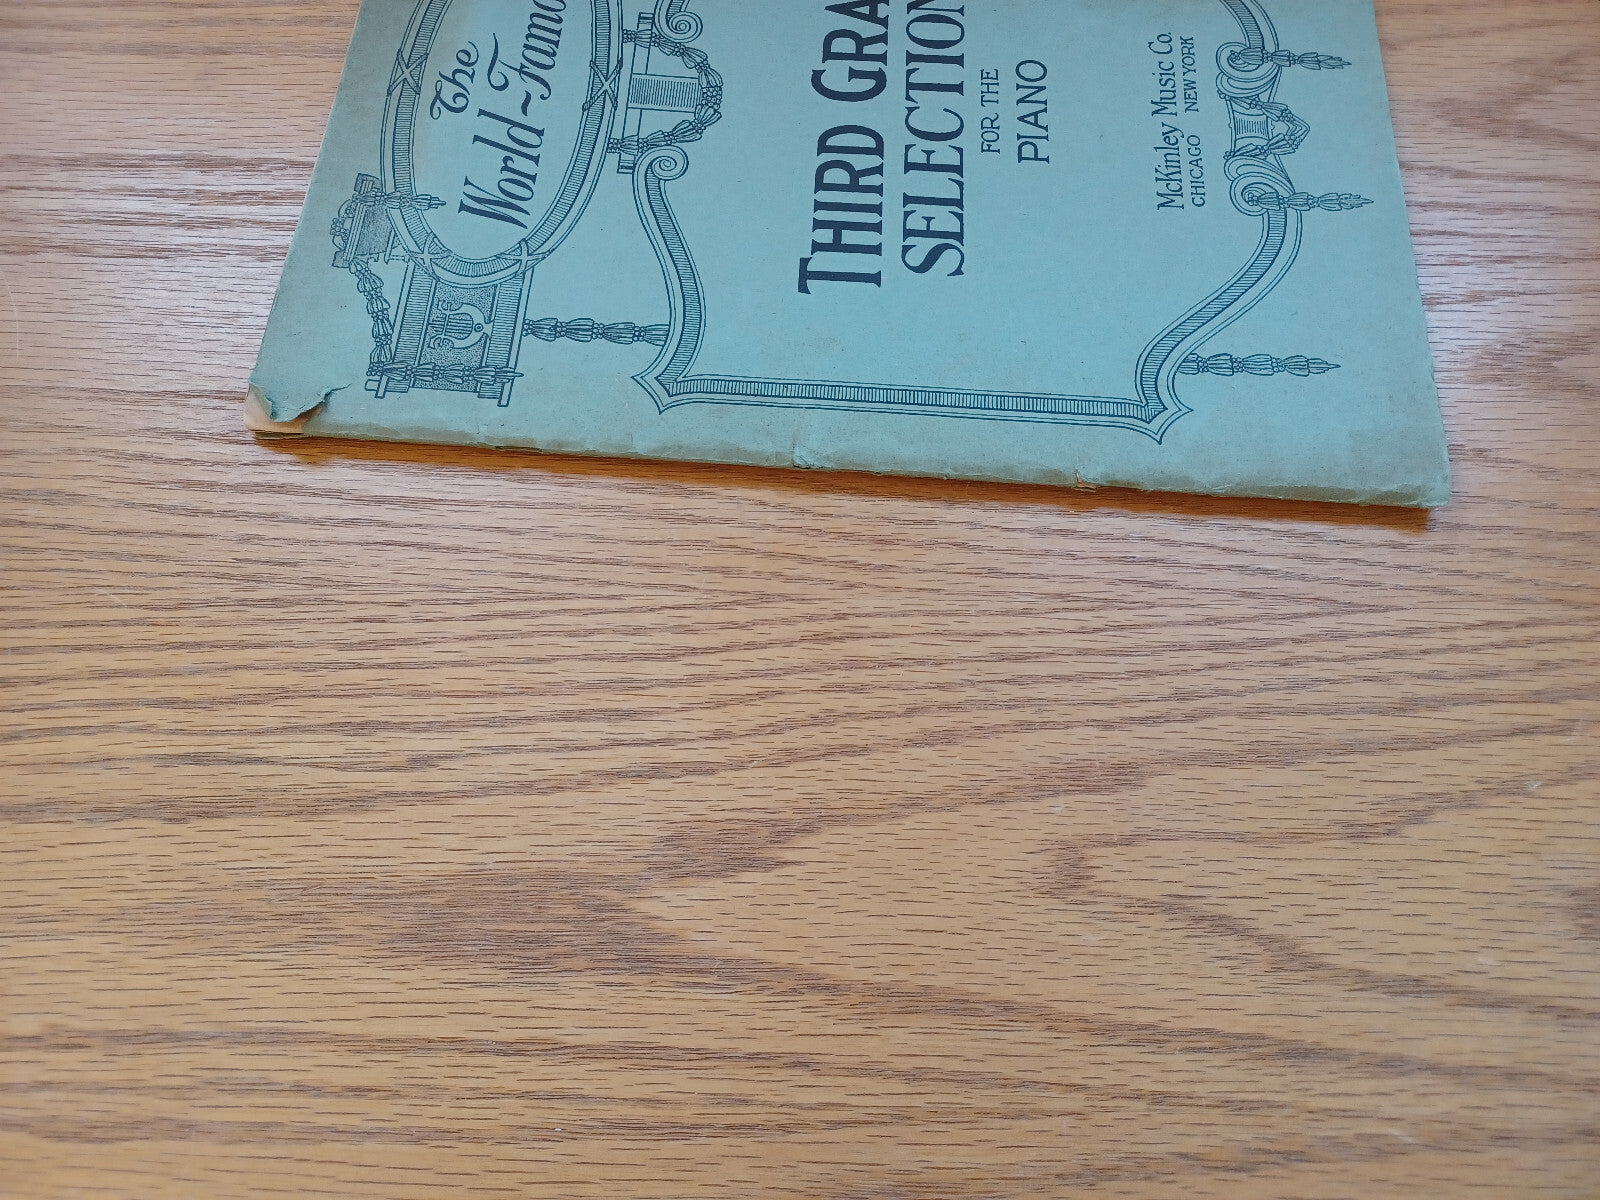 The
World~Famo
THIRD GRA
SELECTION
FOR THE
PIANO
McKinley Music Co.
CHICAGO NEW YORK